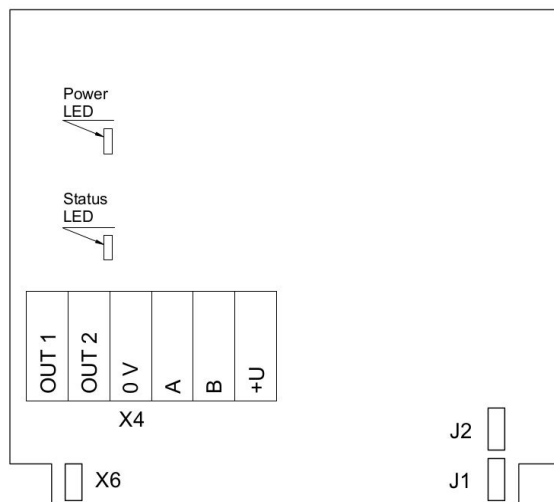 Power
LED
Status
LED
OUT 1
OUT 2
0 V
A
B
+U
X4
J2
X6
J1